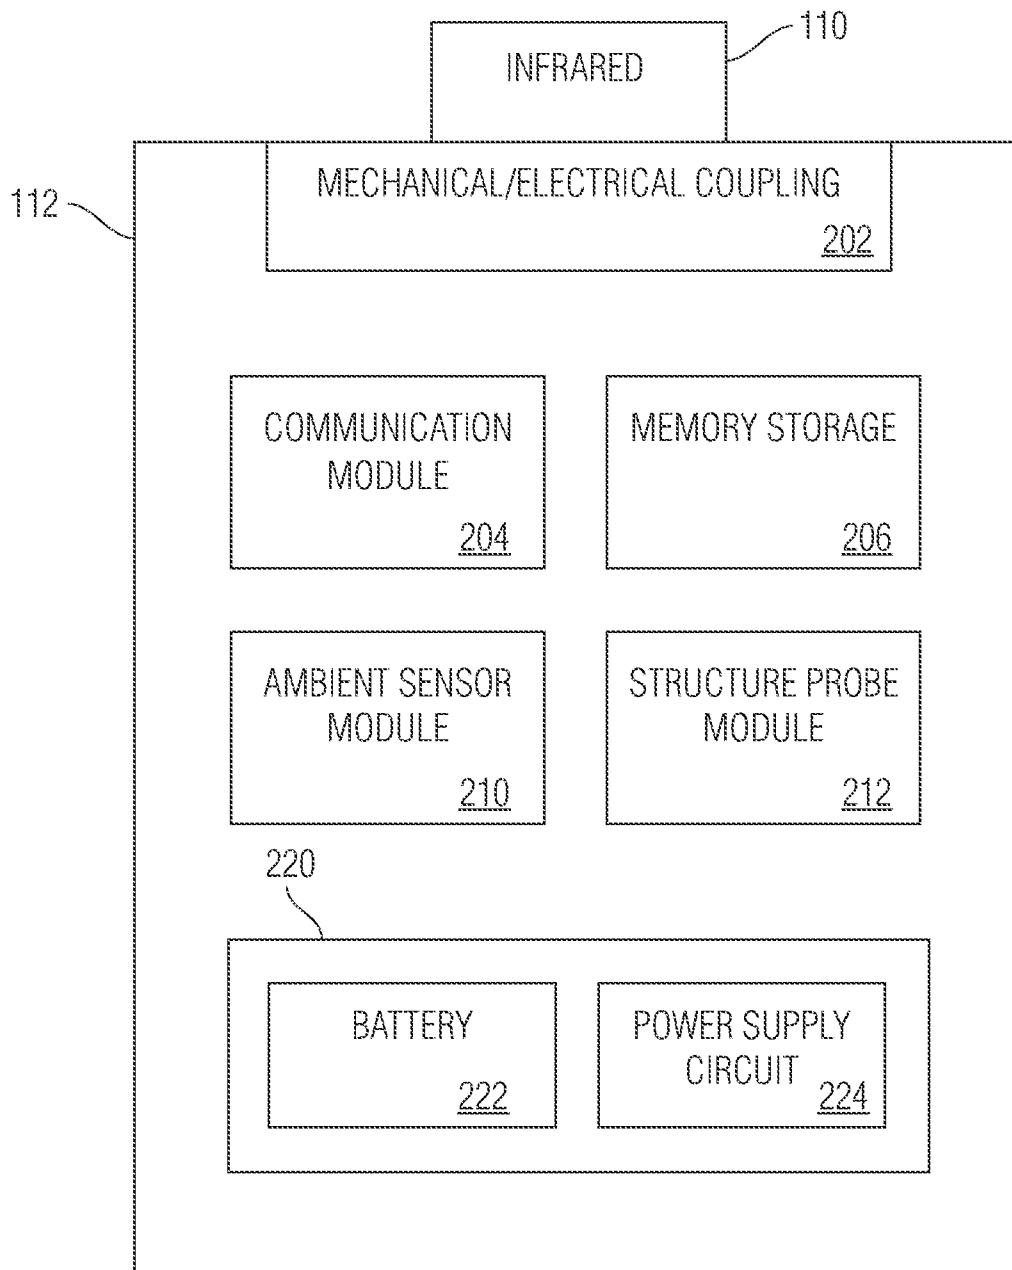 110
INFRARED
MECHANICAL/ELECTRICAL COUPLING
202
112
COMMUNICATION
MODULE
204
MEMORY STORAGE
206
AMBIENT SENSOR
MODULE
210
STRUCTURE PROBE
MODULE
212
220
BATTERY
222
POWER SUPPLY
CIRCUIT
224